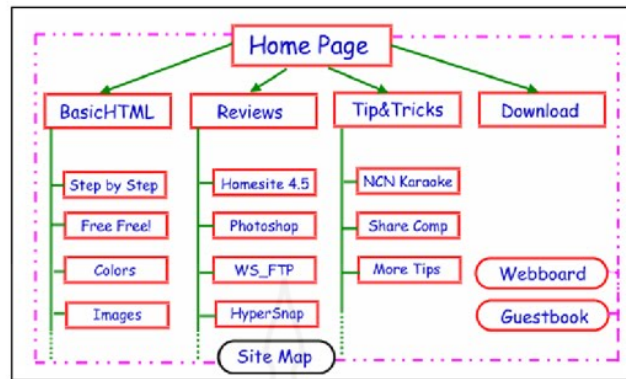 Home Page
BasicHTML
Reviews
Tip&Tricks
Download
Step by Step
Homesite 4.5
NCN Karaoke
Free Free!
Photoshop
Share Comp
Colors
WS_FTP
More Tips
Webboard
Images
HyperSnap
Guestbook
Site Map